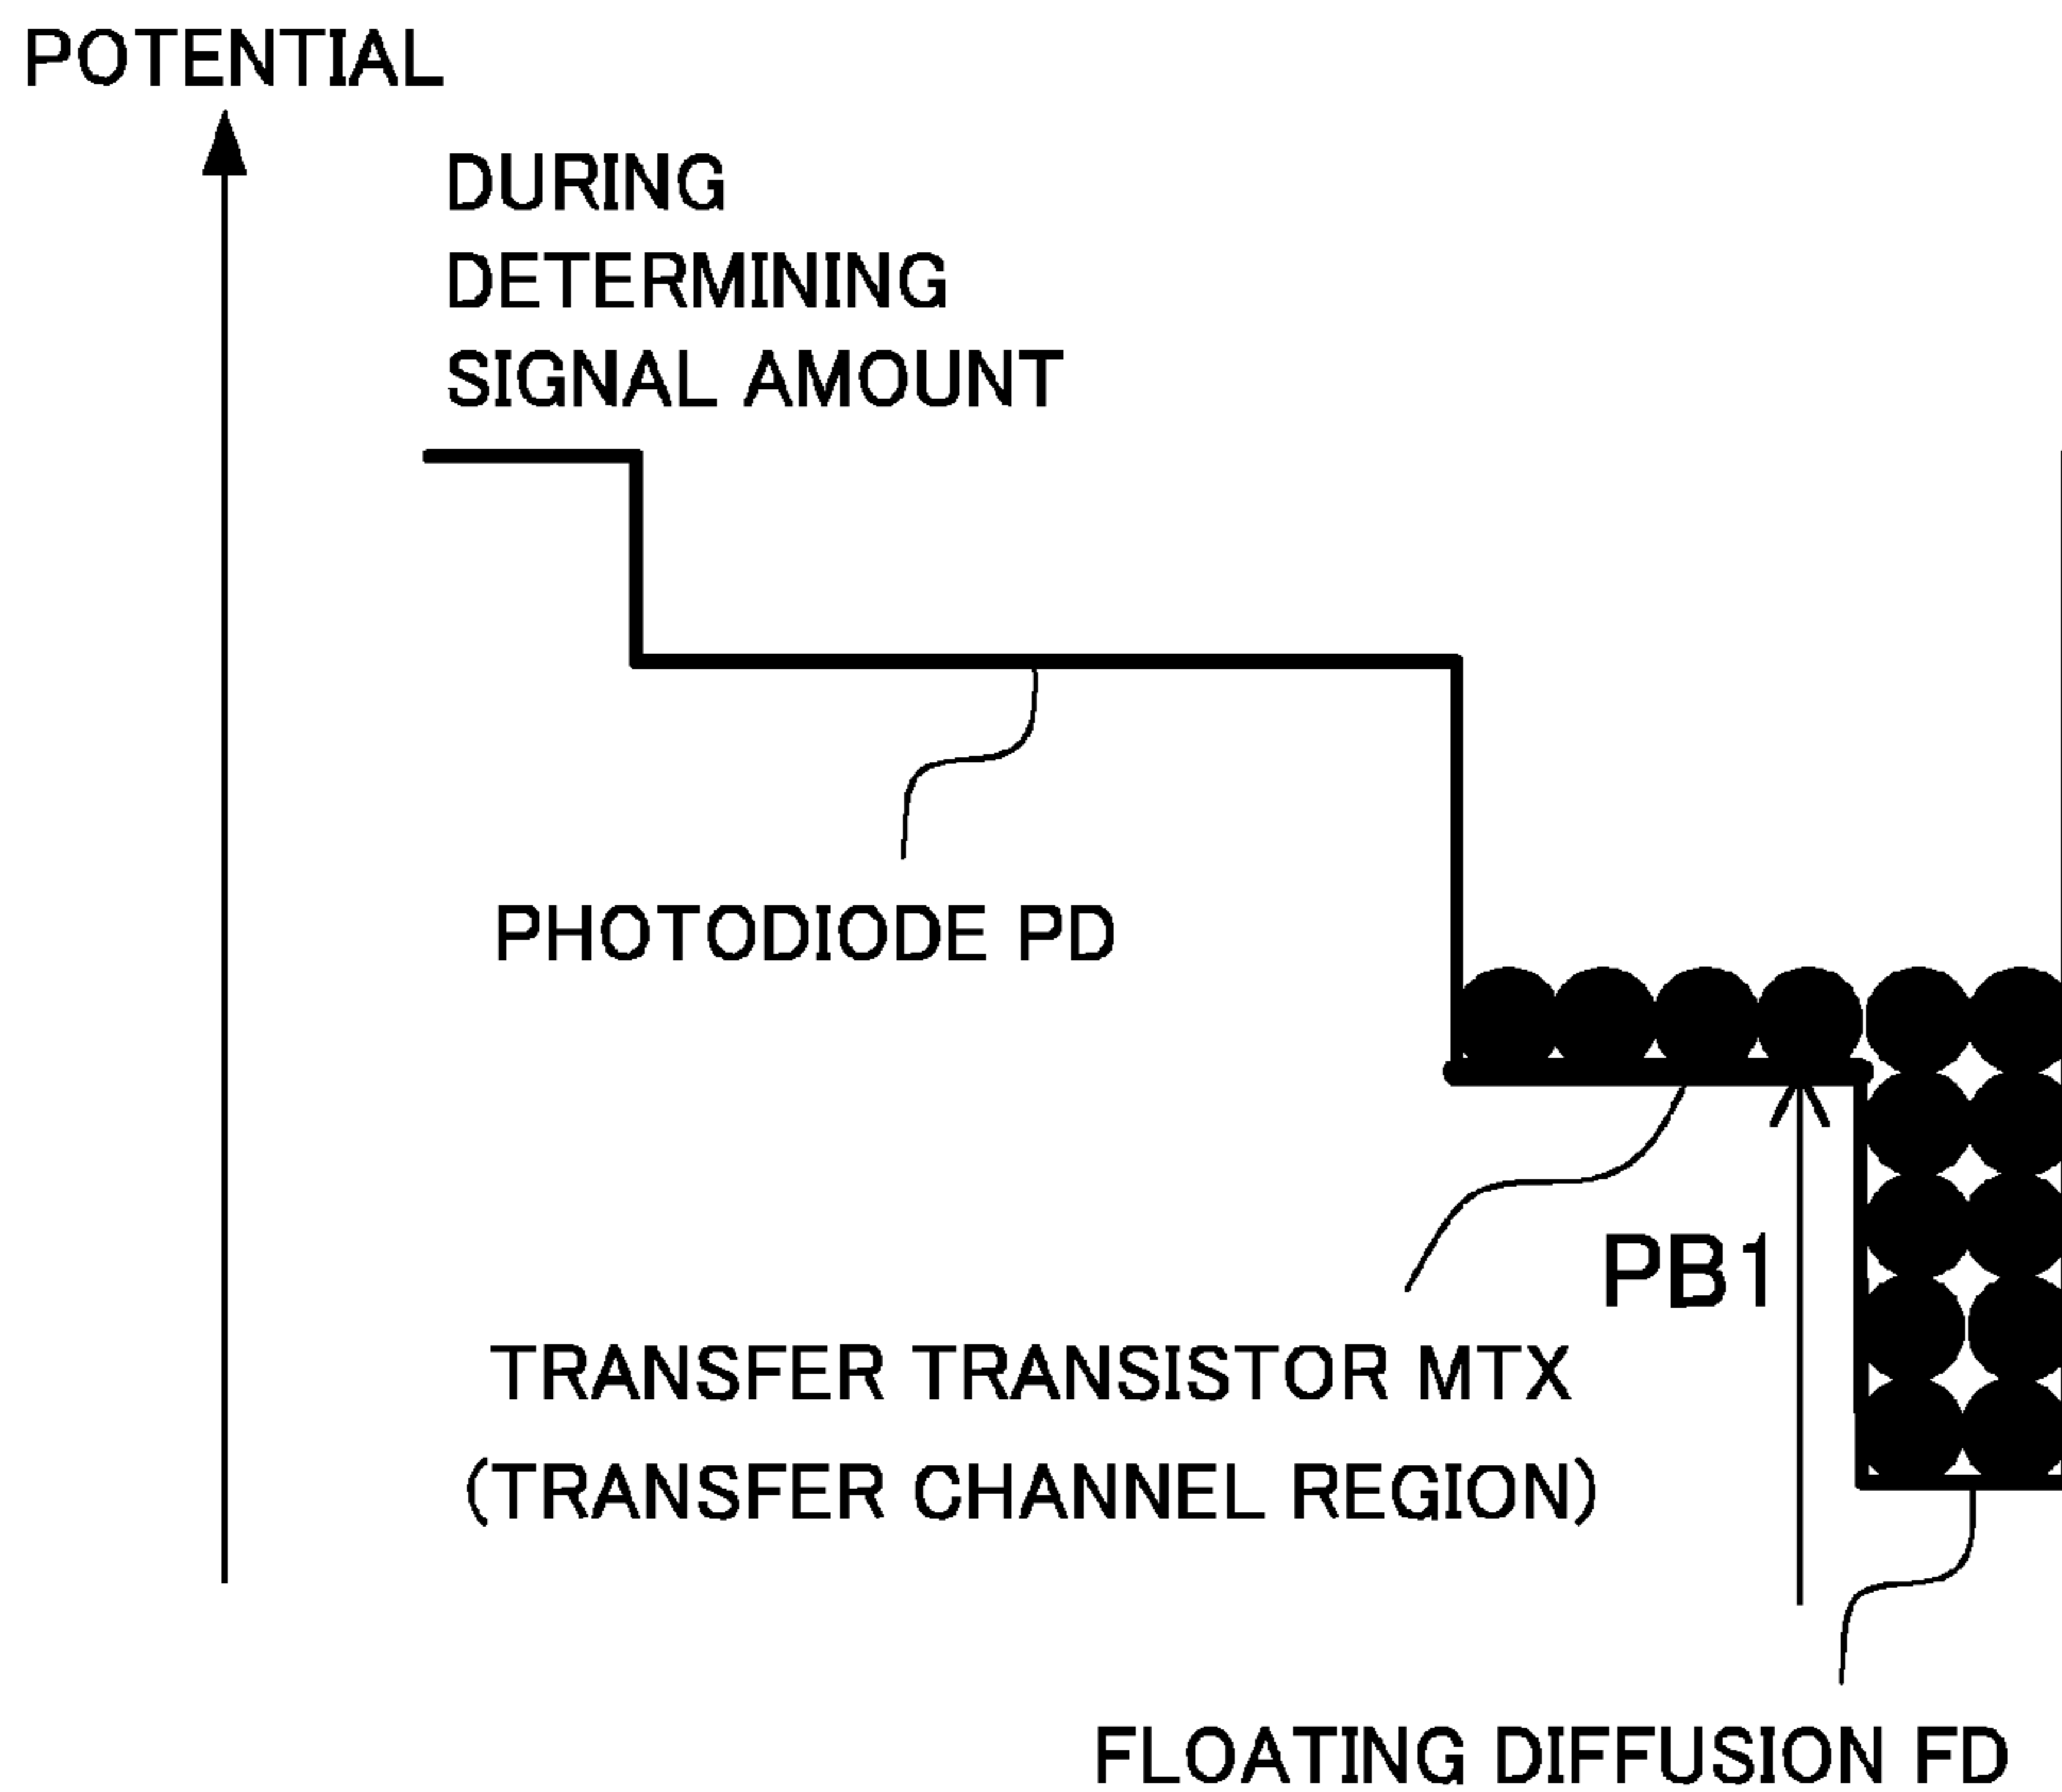 POTENTIAL
DURING
DETERMINING
SIGNAL AMOUNT
PHOTODIODE PD
PB1
TRANSFER TRANSISTOR MTX
(TRANSFER CHANNEL REGION)
FLOATING DIFFUSION FD